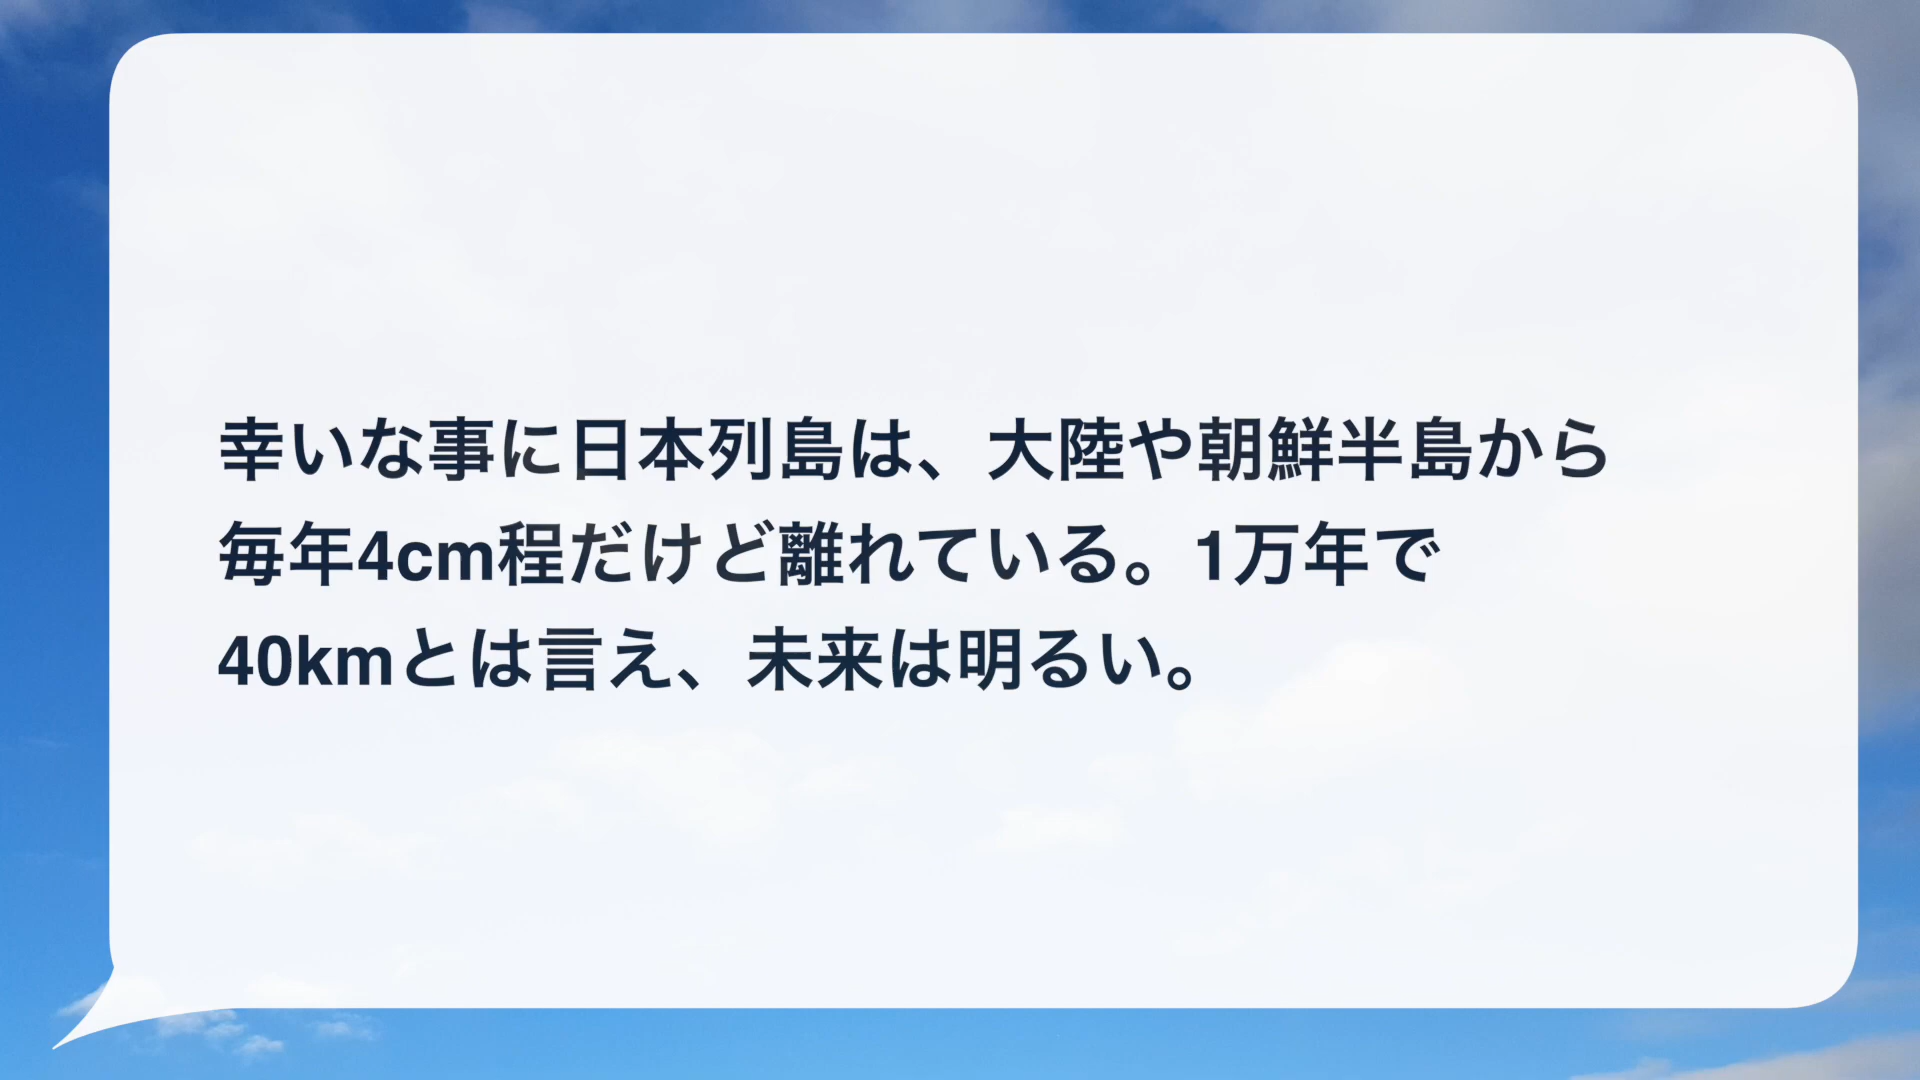 幸いな事に日本列島は、大陸や朝鮮半島から
毎年4cm程だけど離れている。1万年で
40kmとは言え、未来は明るい。